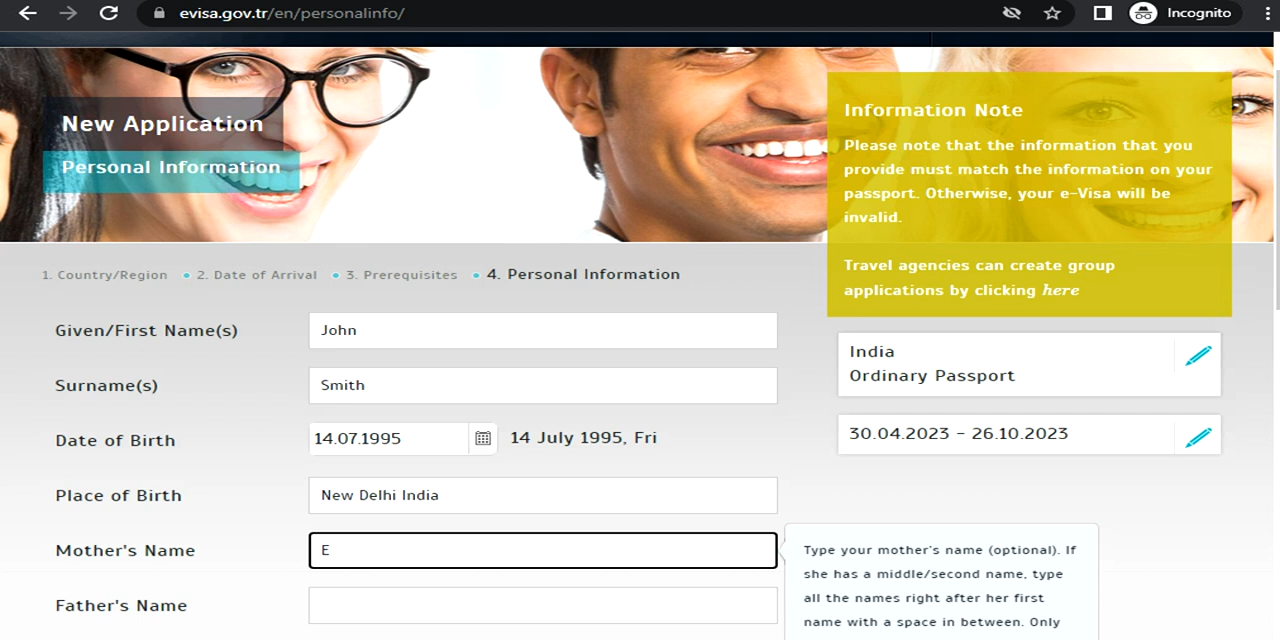 evisa.gov.tr/en/personalinfo/
Incognito
New Application
Personal Information
Information Note
Please note that the information that you
provide must match the information on your
passport. Otherwise, your e-Visa will be
invalid.
Travel agencies can create group
applications by clicking here
1. Country/Region 2. Date of Arrival 3. Prerequisites 4. Personal Information
Given/First Name(s) John
Surname(s) Smith
Date of Birth 14.07.1995 14 July 1995, Fri
Place of Birth New Delhi India
Mother's Name E
Father's Name
India
Ordinary Passport
30.04.2023 - 26.10.2023
Type your mother's name (optional). If
she has a middle/second name, type
all the names right after her first
name with a space in between. Only